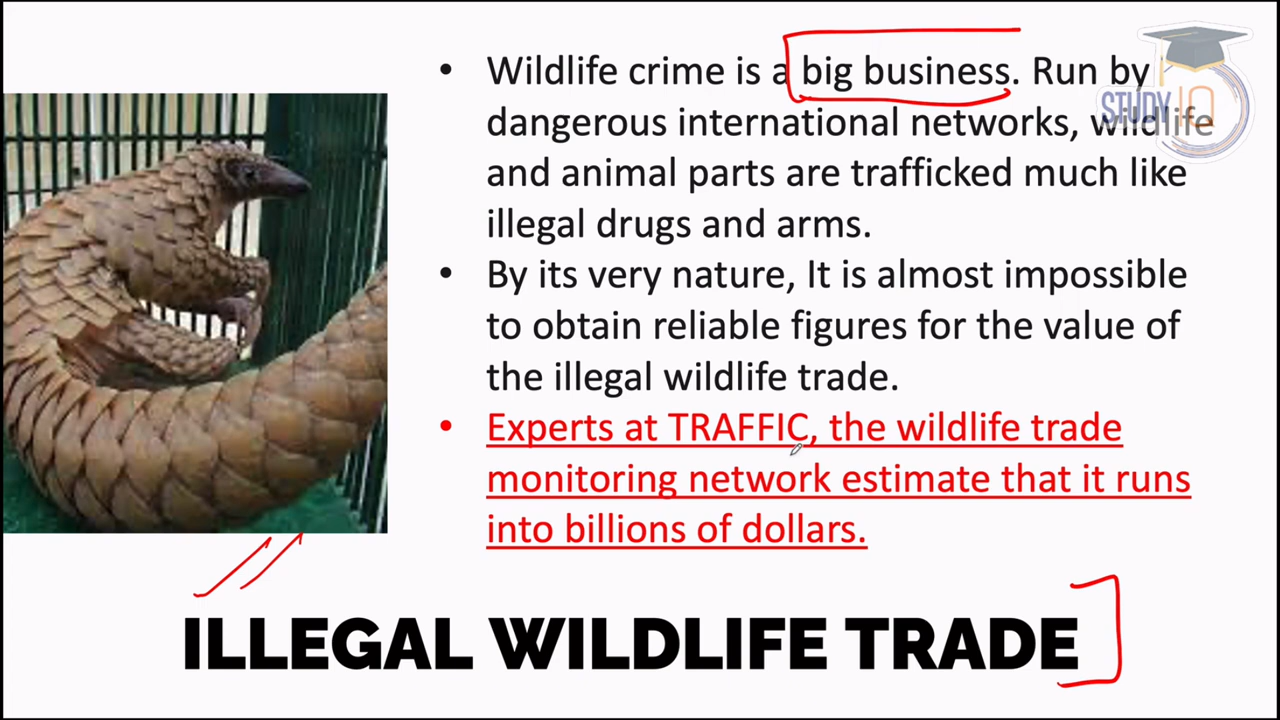 Wildlife crime is a big business. Run by
dangerous international networks, wildlife
and animal parts are trafficked much like
illegal drugs and arms.
By its very nature, It is almost impossible
to obtain reliable figures for the value of
the illegal wildlife trade.
Experts at TRAFFIC, the wildlife trade
monitoring network estimate that it runs
into billions of dollars.
ILLEGAL WILDLIFE TRADE
STUDY IQ